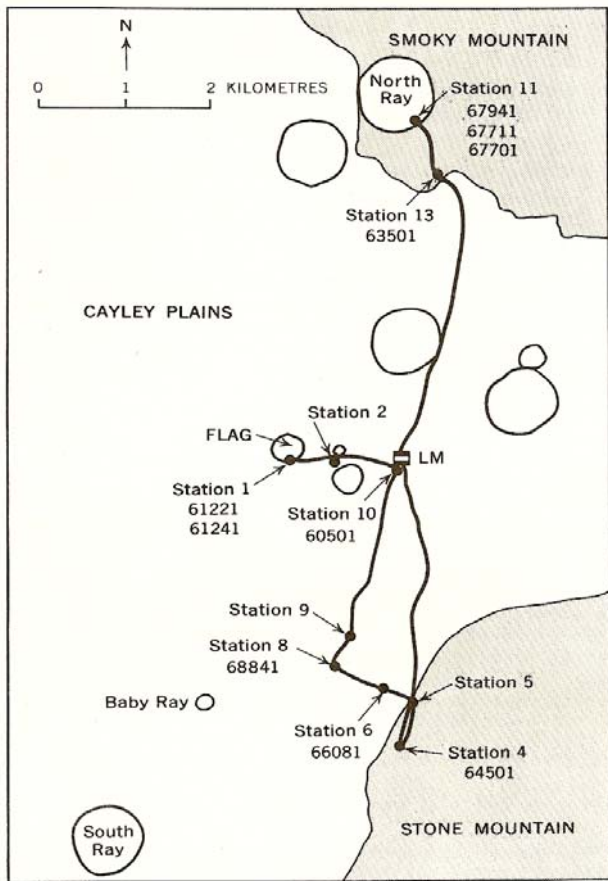 N
0 1 2 KILOMETRES
SMOKY MOUNTAIN
North
Ray
Station 11
67941
67711
67701
Station 13
63501
CAYLEY PLAINS
FLAG
Station 2
LM
Station 1
61221
61241
Station 10
60501
Station 9
Station 8
68841
Baby Ray
Station 5
Station 6
66081
Station 4
64501
South
Ray
STONE MOUNTAIN